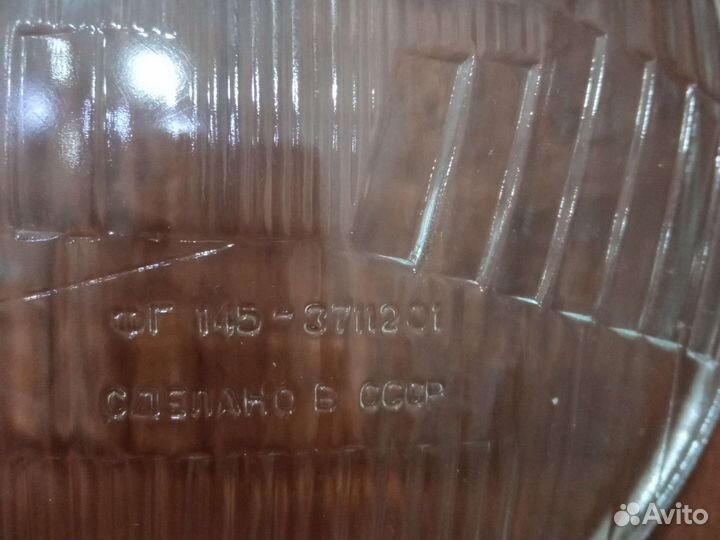 ФГ 145-3711201
СДЕЛАНО В СССР
Avito